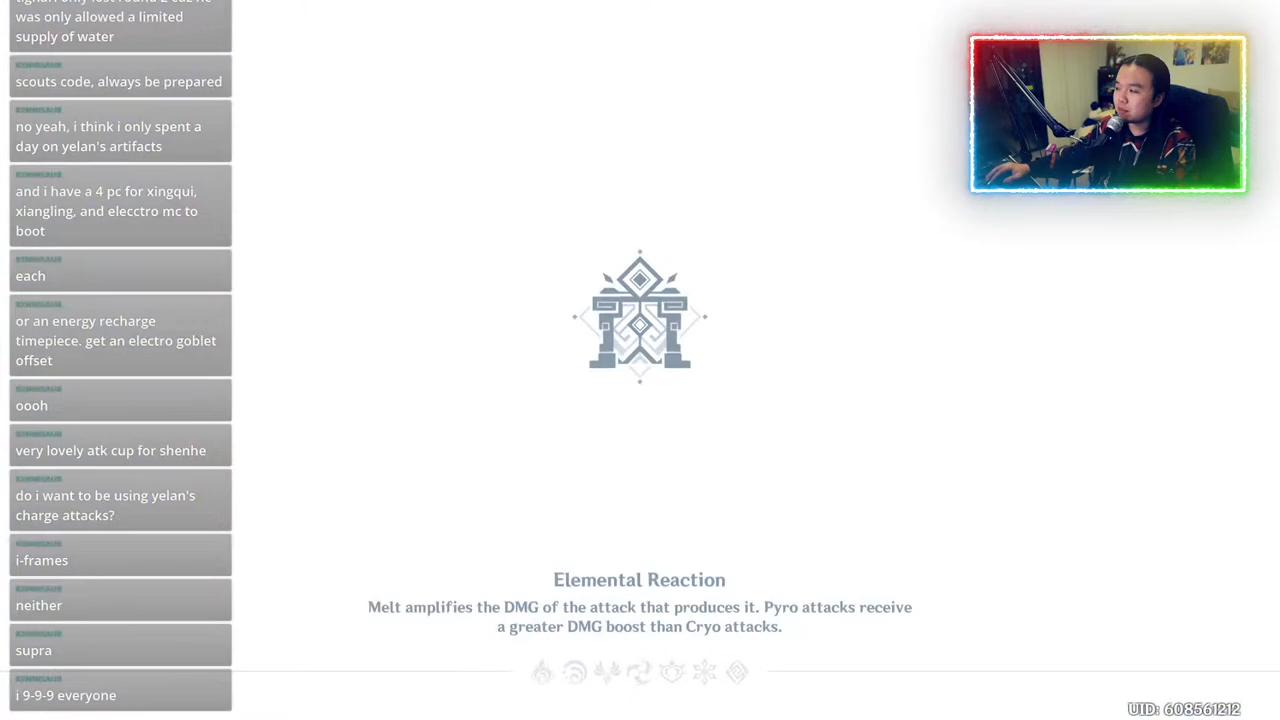 was only allowed a limited
supply of water
scouts code, always be prepared
no yeah, i think i only spent a
day on yelan's artifacts
and i have a 4 pc for xingqui,
xiangling, and elecctro mc to
boot
each
or an energy recharge
timepiece. get an electro goblet
offset
oooh
very lovely atk cup for shenhe
do i want to be using yelan's
charge attacks?
i-frames
neither
supra
i 9-9-9 everyone
Elemental Reaction
Melt amplifies the DMG of the attack that produces it. Pyro attacks receive
a greater DMG boost than Cryo attacks.
UID: 608561212